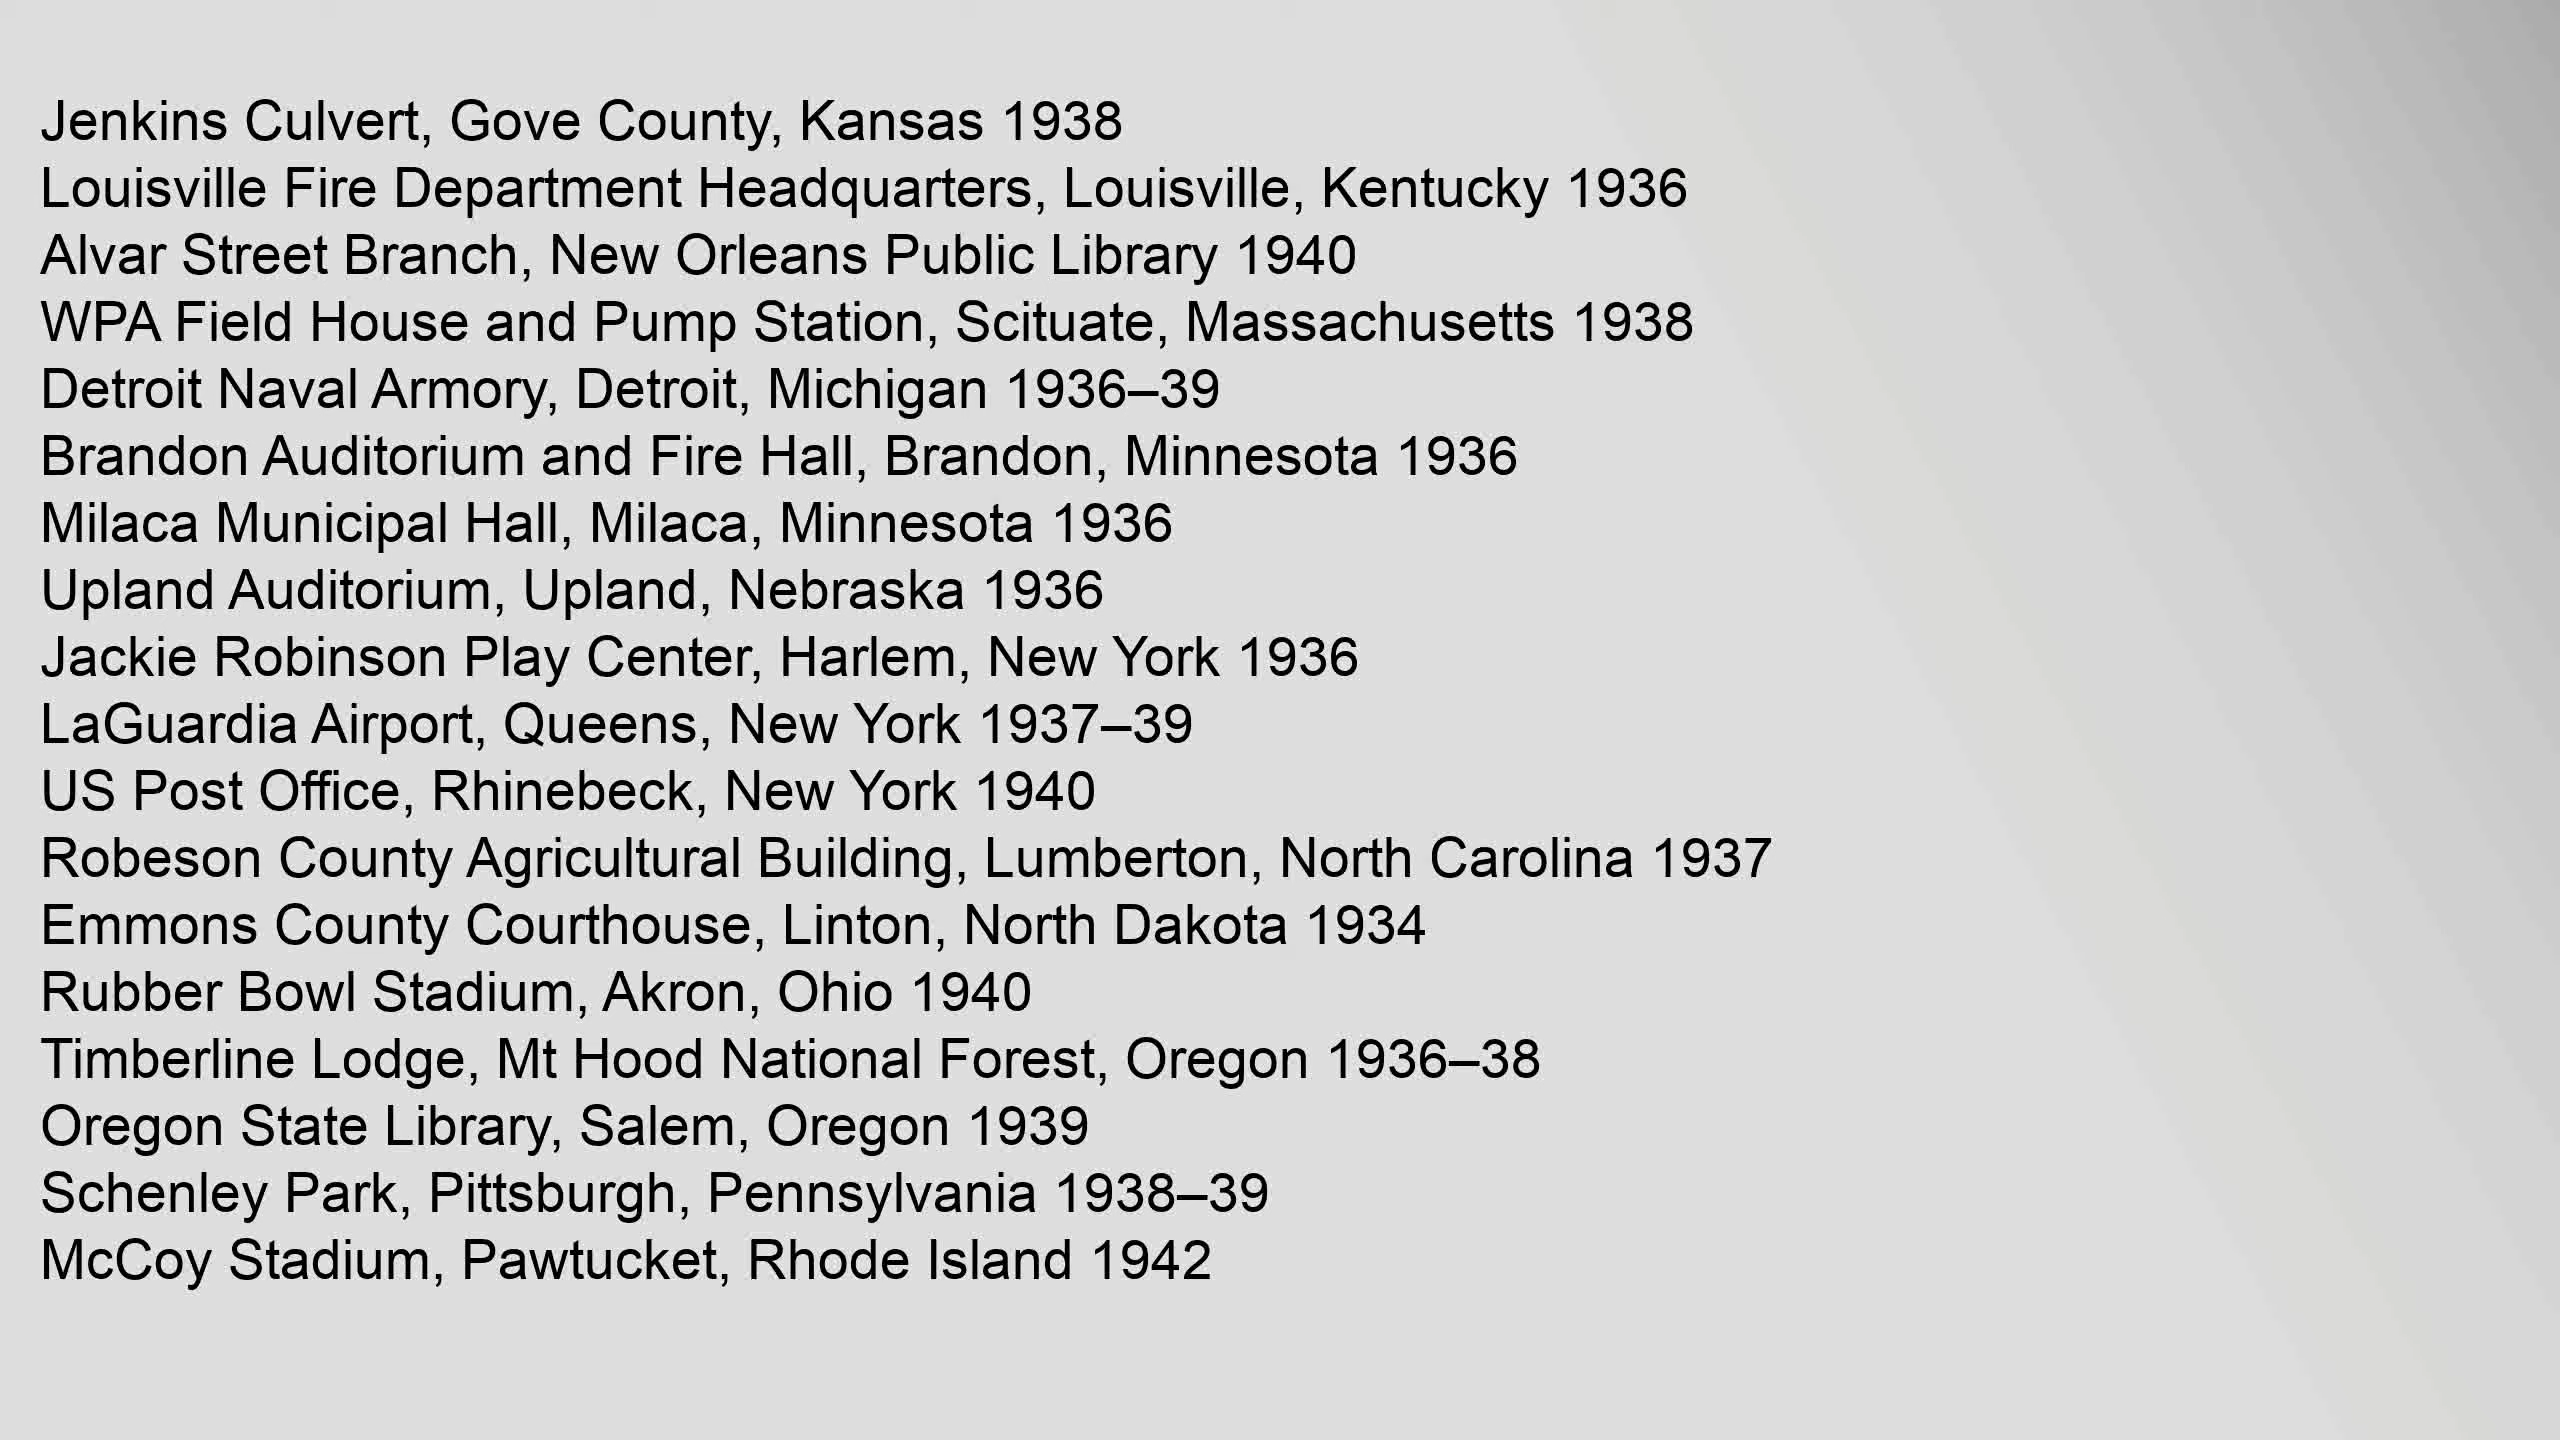 Jenkins Culvert, Gove County, Kansas 1938
Louisville Fire Department Headquarters, Louisville, Kentucky 1936
Alvar Street Branch, New Orleans Public Library 1940
WPA Field House and Pump Station, Scituate, Massachusetts 1938
Detroit Naval Armory, Detroit, Michigan 1936–39
Brandon Auditorium and Fire Hall, Brandon, Minnesota 1936
Milaca Municipal Hall, Milaca, Minnesota 1936
Upland Auditorium, Upland, Nebraska 1936
Jackie Robinson Play Center, Harlem, New York 1936
LaGuardia Airport, Queens, New York 1937–39
US Post Office, Rhinebeck, New York 1940
Robeson County Agricultural Building, Lumberton, North Carolina 1937
Emmons County Courthouse, Linton, North Dakota 1934
Rubber Bowl Stadium, Akron, Ohio 1940
Timberline Lodge, Mt Hood National Forest, Oregon 1936–38
Oregon State Library, Salem, Oregon 1939
Schenley Park, Pittsburgh, Pennsylvania 1938–39
McCoy Stadium, Pawtucket, Rhode Island 1942